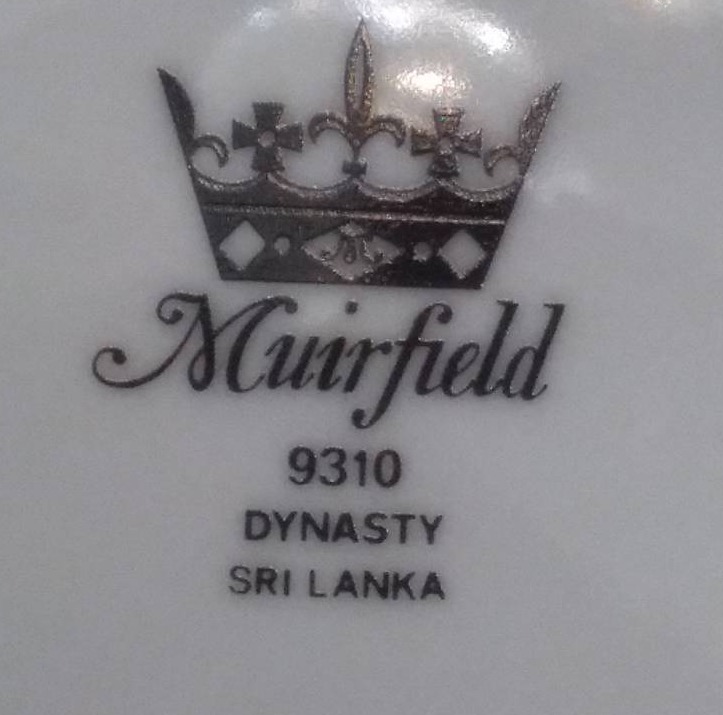 Muirfield
9310
DYNASTY
SRI LANKA